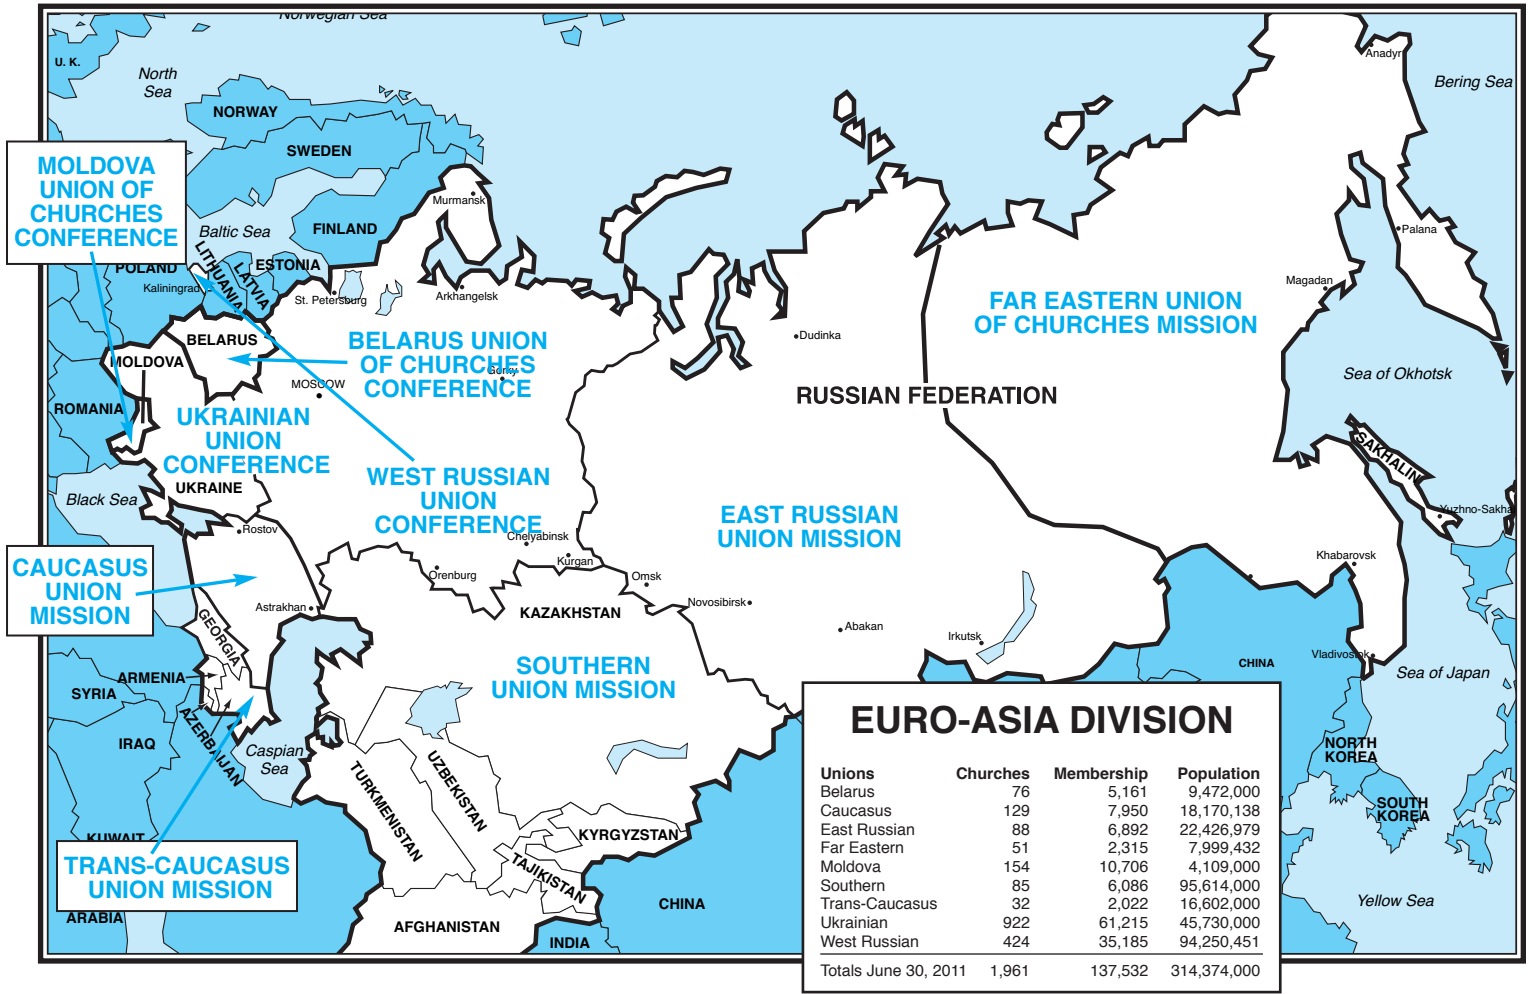 Norwegian Sea
U. K.
North
Sea
NORWAY
SWEDEN
FINLAND
Murmansk
Anadyr
Bering Sea
MOLDOVA
UNION OF
CHURCHES
CONFERENCE
Baltic Sea
POLAND
Kaliningrad
LITHUANIA
LATVIA
ESTONIA
St. Petersburg
Arkhangelsk
Palana
Magadan
FAR EASTERN UNION
OF CHURCHES MISSION
Dudinka
BELARUS
MOLDOVA
BELARUS UNION
OF CHURCHES
CONFERENCE
Gorky
MOSCOW
RUSSIAN FEDERATION
Sea of Okhotsk
ROMANIA
UKRAINIAN
UNION
CONFERENCE
UKRAINE
WEST RUSSIAN
UNION
CONFERENCE
SAKHALIN
Yuzhno-Sakha
Black Sea
Rostov
Chelyabinsk
Kurgan
Orenburg
Omsk
EAST RUSSIAN
UNION MISSION
Khabarovsk
CAUCASUS
UNION
MISSION
Astrakhan
KAZAKHSTAN
Novosibirsk
Abakan
Irkutsk
Vladivostok
CHINA
Sea of Japan
GEORGIA
ARMENIA
SYRIA
AZERBAIJAN
IRAQ
Caspian
Sea
SOUTHERN
UNION MISSION
TURKMENISTAN
UZBEKISTAN
KYRGYZSTAN
TAJIKISTAN
NORTH
KOREA
SOUTH
KOREA
KUWAIT
TRANS-CAUCASUS
UNION MISSION
ARABIA
AFGHANISTAN
INDIA
CHINA
Yellow Sea
EURO-ASIA DIVISION
Unions Churches Membership Population
Belarus 76 5,161 9,472,000
Caucasus 129 7,950 18,170,138
East Russian 88 6,892 22,426,979
Far Eastern 51 2,315 7,999,432
Moldova 154 10,706 4,109,000
Southern 85 6,086 95,614,000
Trans-Caucasus 32 2,022 16,602,000
Ukrainian 922 61,215 45,730,000
West Russian 424 35,185 94,250,451
Totals June 30, 2011 1,961 137,532 314,374,000